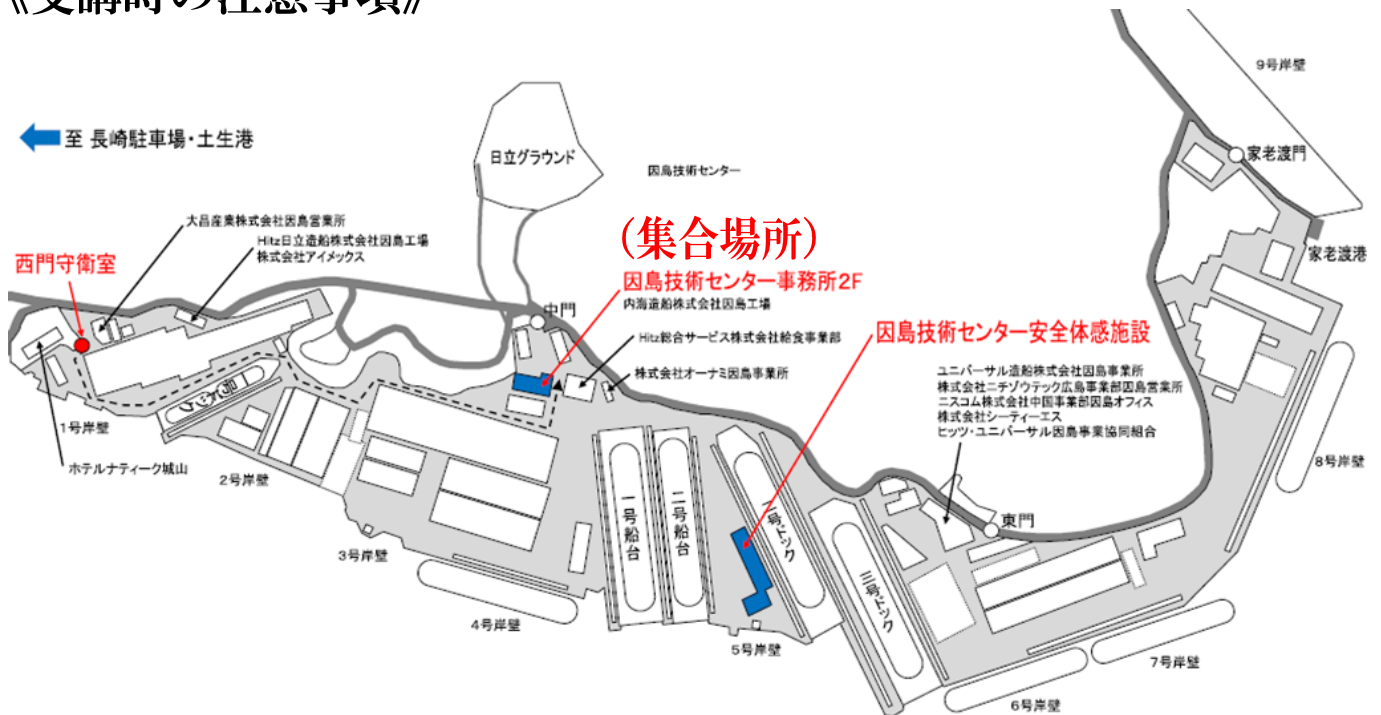 《受講時の注意事項》
9号岸壁
至 長崎駐車場・土生港
日立グラウンド
因島技術センター
家老渡門
大昌産業株式会社因島営業所
Hitz日立造船株式会社因島工場
株式会社アイメックス
(集合場所)
家老渡港
西門守衛室
因島技術センター事務所2F
内海造船株式会社因島工場
中門
Hitz総合サービス株式会社給食事業部
因島技術センター安全体感施設
株式会社オーナミ因島事業所
ユニバーサル造船株式会社因島事業所
株式会社ニチゾウテック広島事業部因島営業所
ニスコム株式会社中国事業部因島オフィス
株式会社シーティーエス
ヒッツ・ユニバーサル因島事業協同組合
1号岸壁
ホテルナティーク城山
2号岸壁
8号岸壁
一号船台
二号船台
二号ドック
東門
3号岸壁
三号ドック
4号岸壁
5号岸壁
7号岸壁
6号岸壁